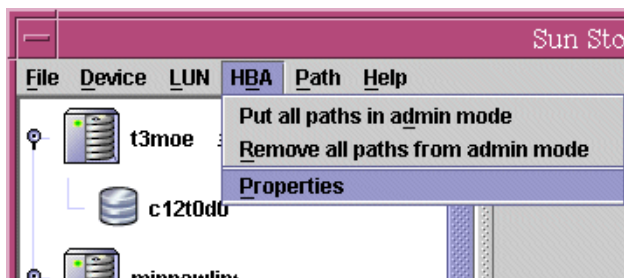 Sun Sto
File Device LUN HBA Path Help
Put all paths in admin mode
t3moe
Remove all paths from admin mode
Properties
c12t0d0